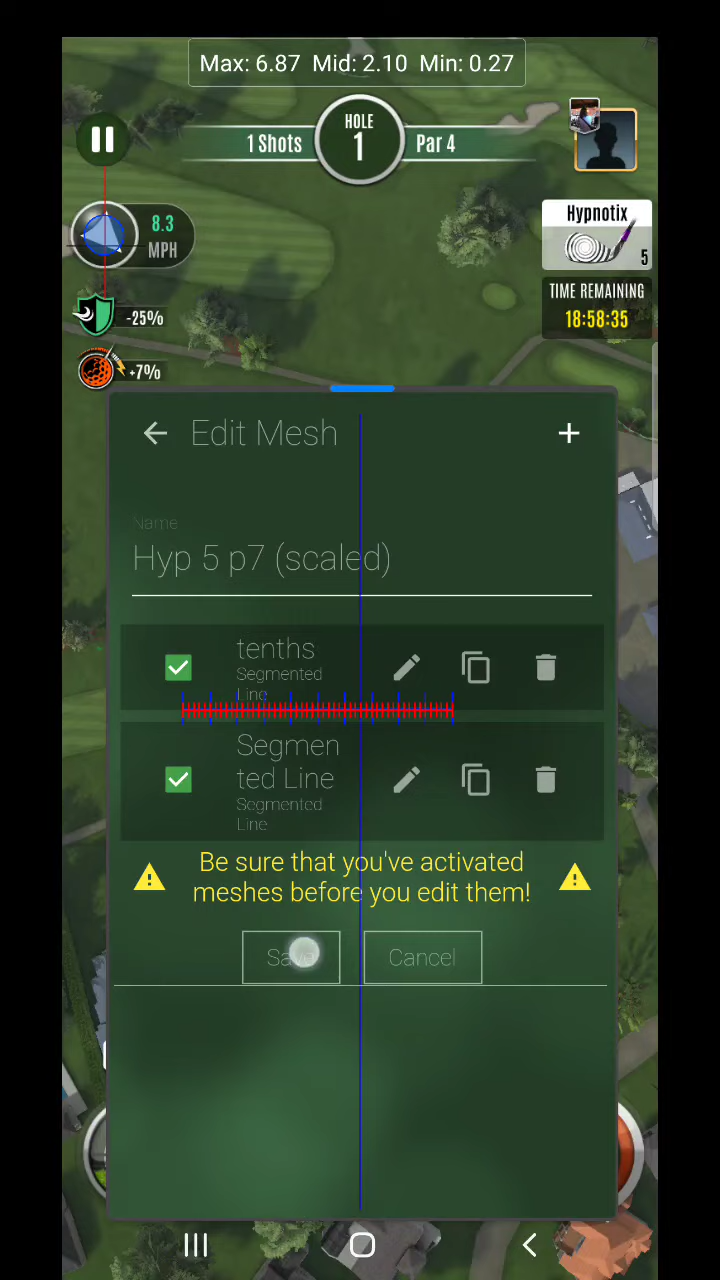 Max: 6.87 Mid: 2.10 Min: 0.27
HOLE
1 Shots 1 Par 4
Hypnotix
8.3
MPH
5
TIME REMAINING
18:58:35
-25%
+7%
Edit Mesh
Name
Hyp 5 p7 (scaled)
tenths
Segmented
Line
Segmen
ted Line
Segmented
Line
Be sure that you've activated
meshes before you edit them!
Save Cancel